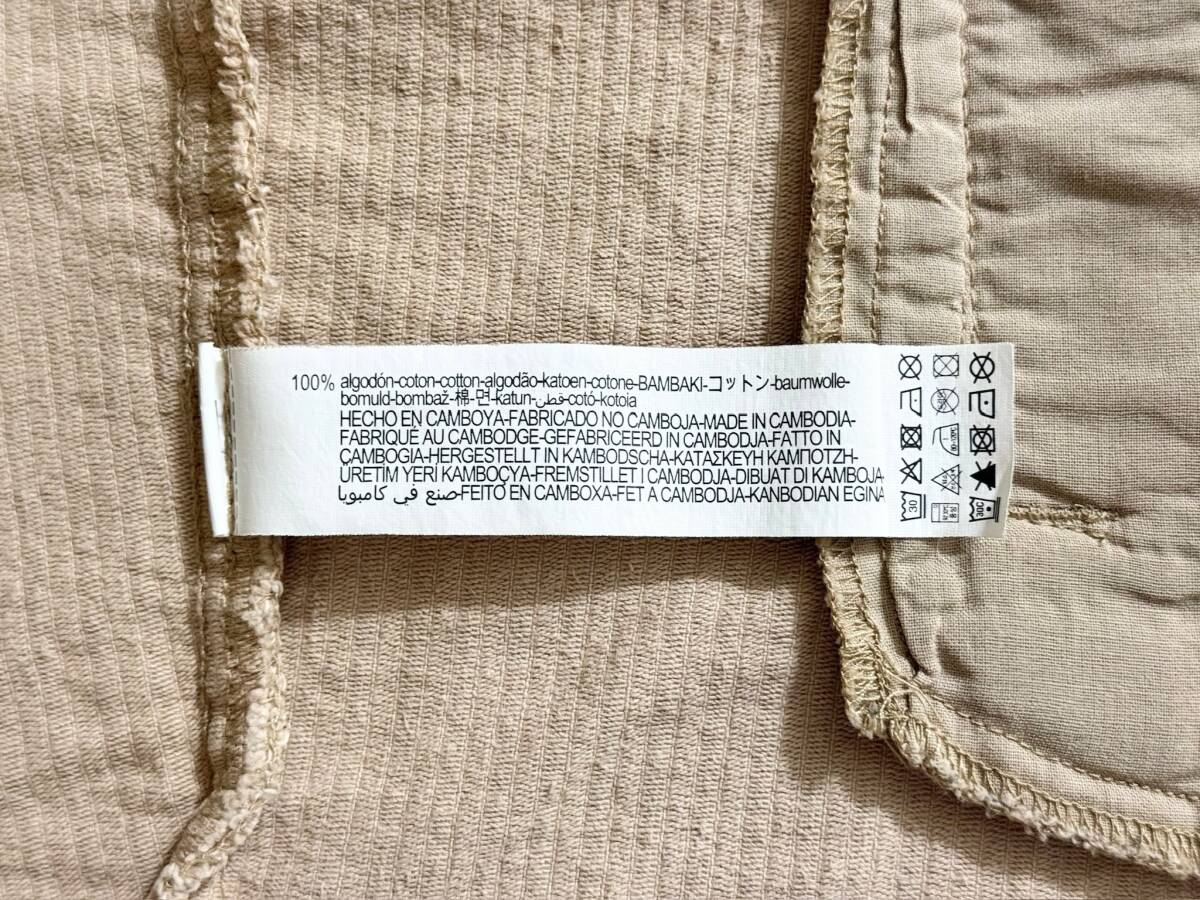 100% algodón-coton-cotton-algodão-katoen-cotone-BAMBAKI-コットン-baumwolle-
bomuld-bombaž-棉-면-katun-قطن-cotó-kotoia
HECHO EN CAMBOYA-FABRICADO NO CAMBOJA-MADE IN CAMBODIA-
FABRIQUÉ AU CAMBODGE-GEFABRICEERD IN CAMBODJA-FATTO IN
CAMBOGIA-HERGESTELLT IN KAMBODSCHA-ΚΑΤΑΣΚΕΥΗ ΚΑΜΠΟΤΖΗ-
ÜRETIM YERİ KAMBOÇYA-FREMSTILLET I CAMBODJA-DIBUAT DI KAMBOJA-
صنع في كامبوبا-FEITO EN CAMBOXA-FET A CAMBODJA-KANBODIAN EGINA
30
30C